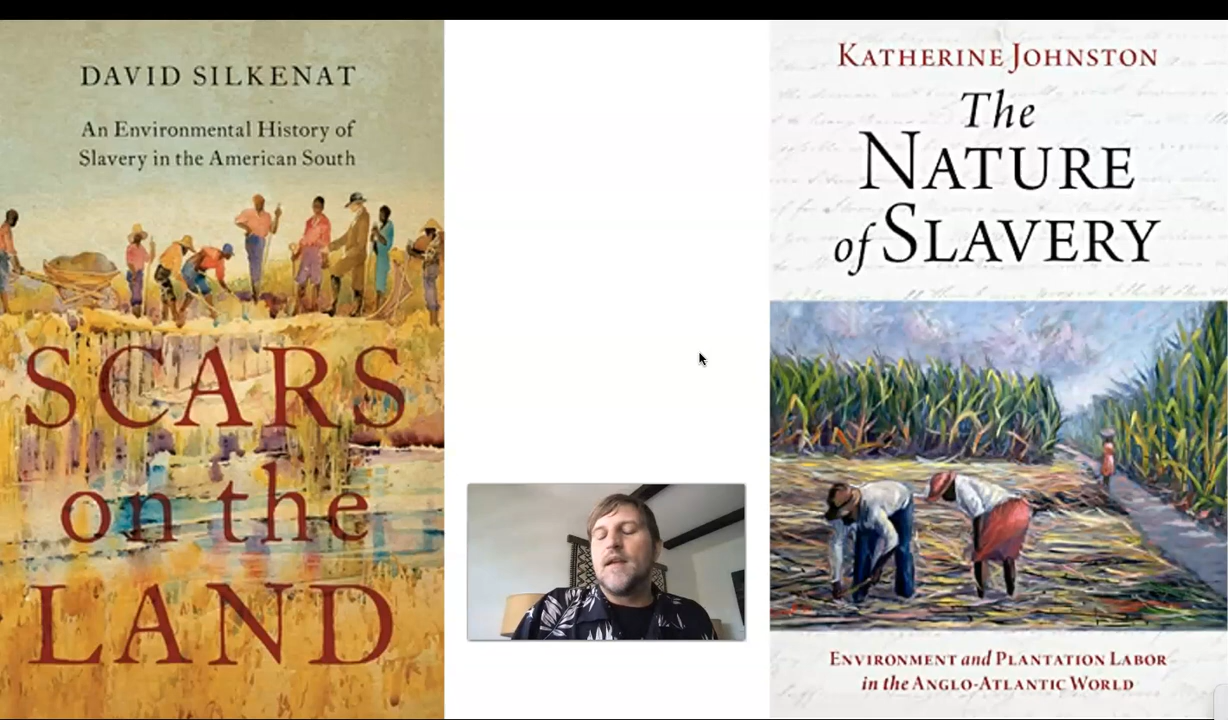 DAVID SILKENAT
An Environmental History of
Slavery in the American South
SCARS
on the
LAND
KATHERINE JOHNSTON
The
NATURE
of SLAVERY
ENVIRONMENT and PLANTATION LABOR
in the ANGLO-ATLANTIC WORLD